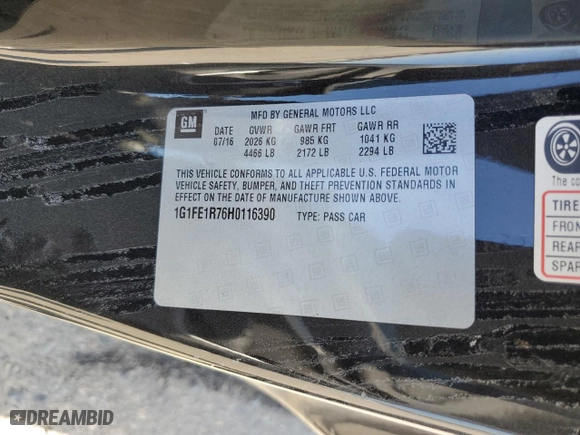 MFD BY GENERAL MOTORS LLC
GM
DATE GVWR GAWR FRT GAWR RR
07/16 2026 KG 985 KG 1041 KG
4466 LB 2172 LB 2294 LB
THIS VEHICLE CONFORMS TO ALL APPLICABLE U.S. FEDERAL MOTOR
VEHICLE SAFETY, BUMPER, AND THEFT PREVENTION STANDARDS IN
EFFECT ON THE DATE OF MANUFACTURE SHOWN ABOVE.
1G1FE1R76H0116390 TYPE: PASS CAR
The co
TIRE
FRON
REAR
SPAR
DREAMBID